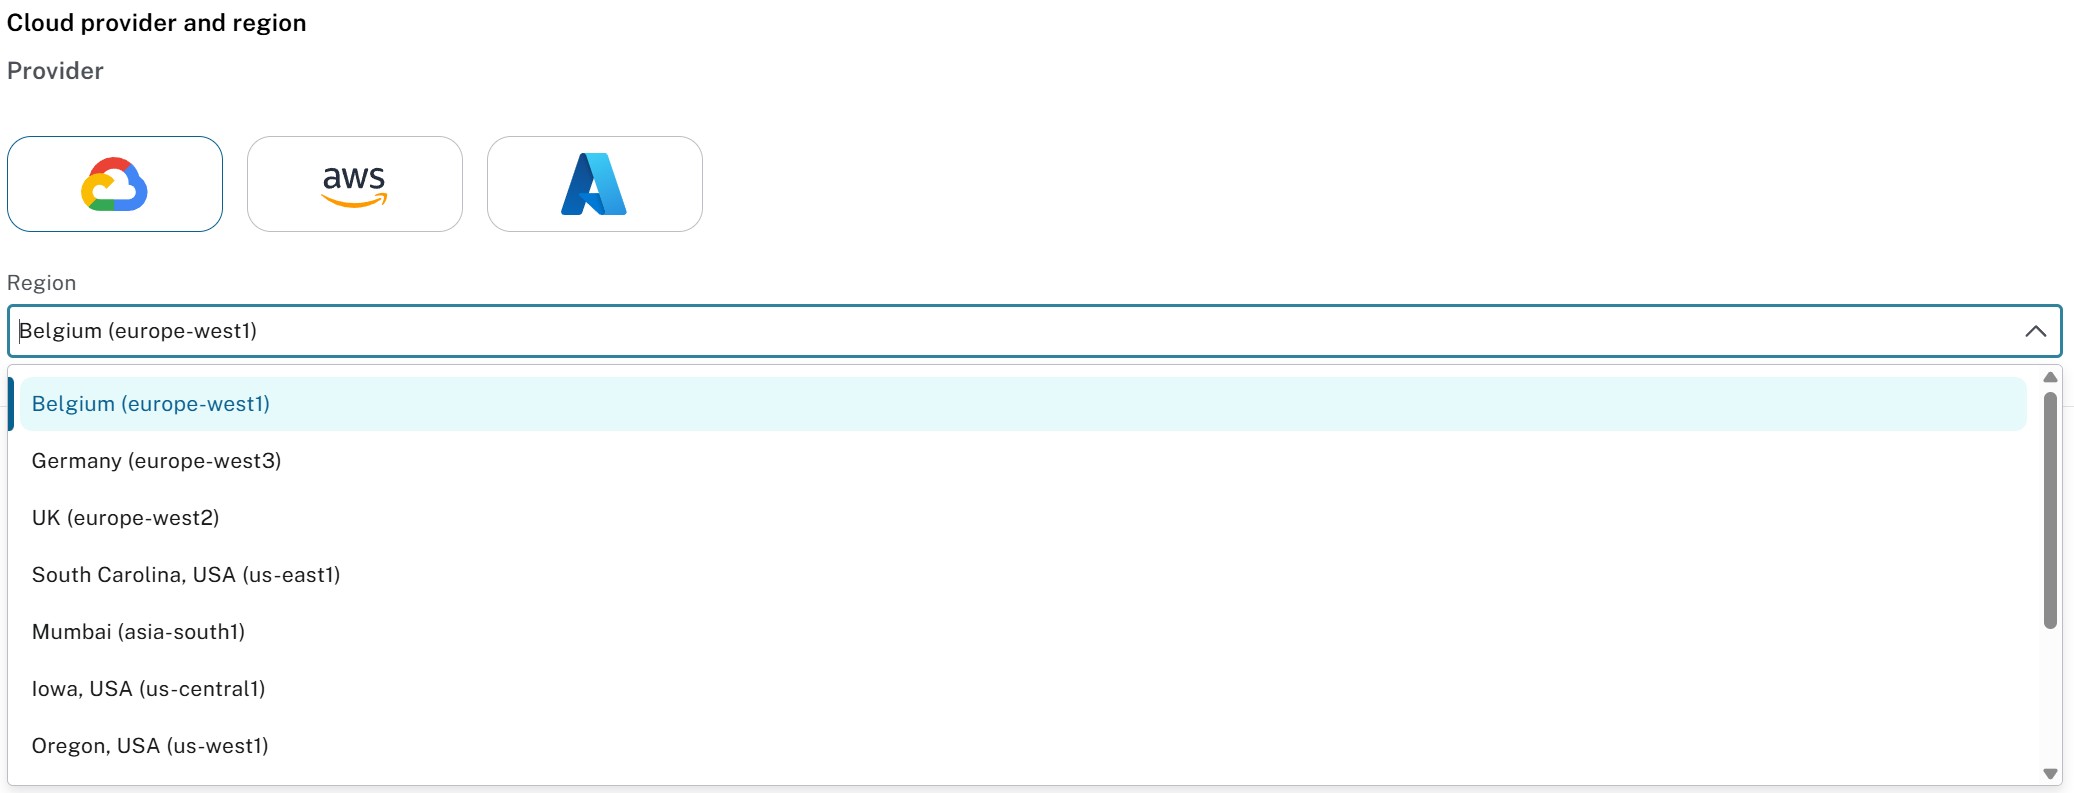 Cloud provider and region
Provider
aws
Region
Belgium (europe-west1)
Belgium (europe-west1)
Germany (europe-west3)
UK (europe-west2)
South Carolina, USA (us-east1)
Mumbai (asia-south1)
Iowa, USA (us-central1)
Oregon, USA (us-west1)